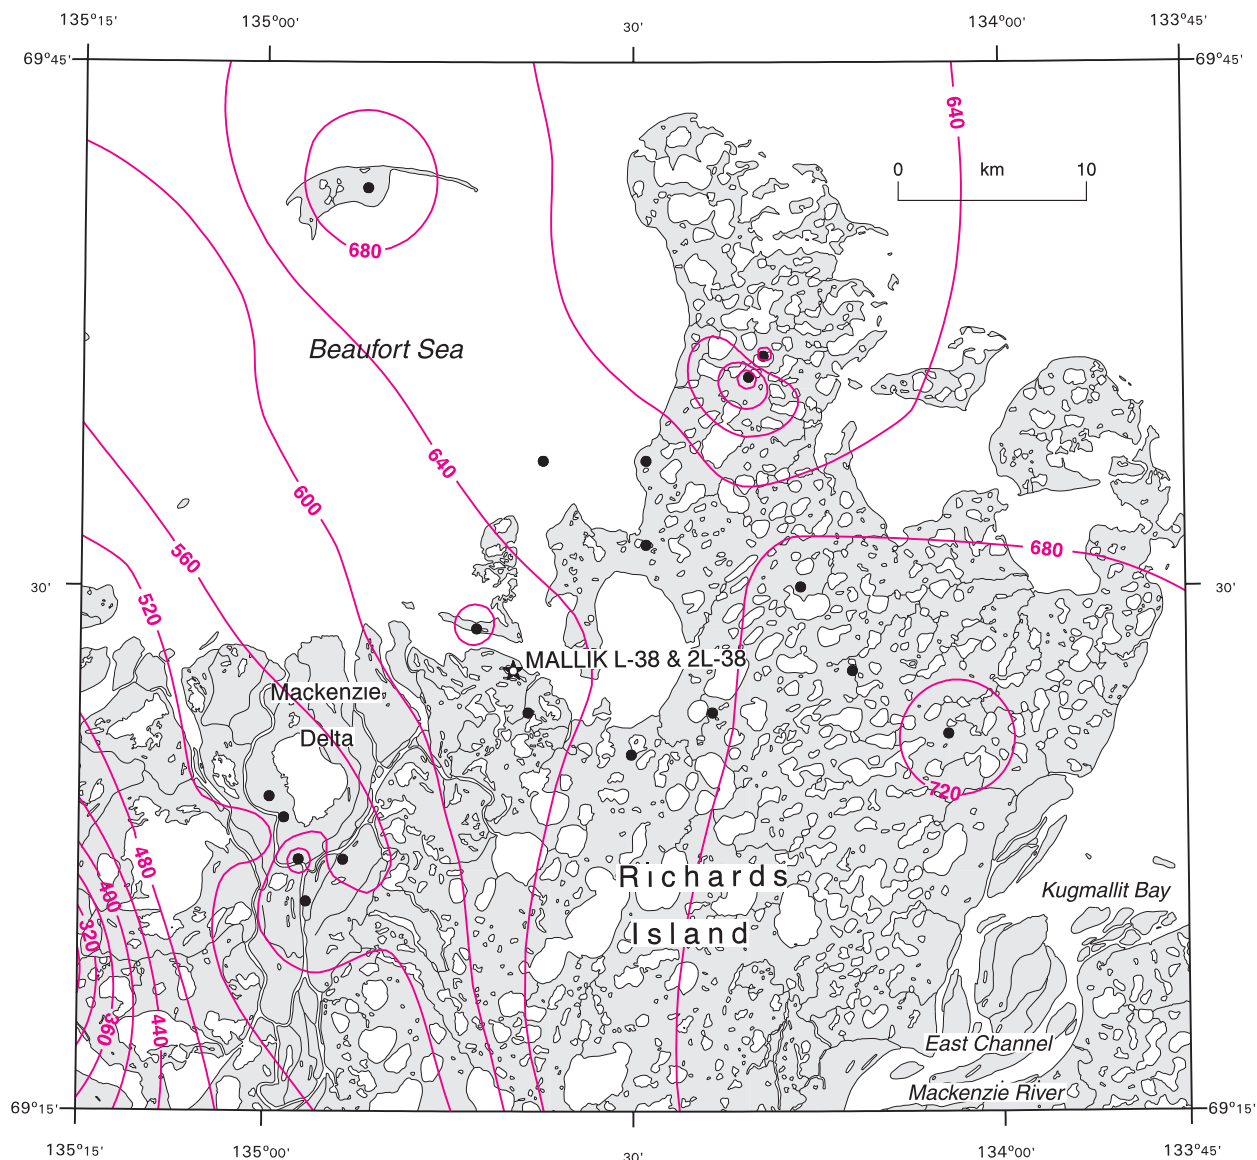 135°15'
135°00'
30'
134°00'
133°45'
69°45'
69°45'
640
0 km 10
680
Beaufort Sea
640
600
560
680
520
30'
30'
MALLIK L-38 & 2L-38
Mackenzie
Delta
720
480
Richards
400
Kugmallit Bay
320
Island
360
440
East Channel
Mackenzie River
69°15'
69°15'
135°15'
135°00'
30'
134°00'
133°45'